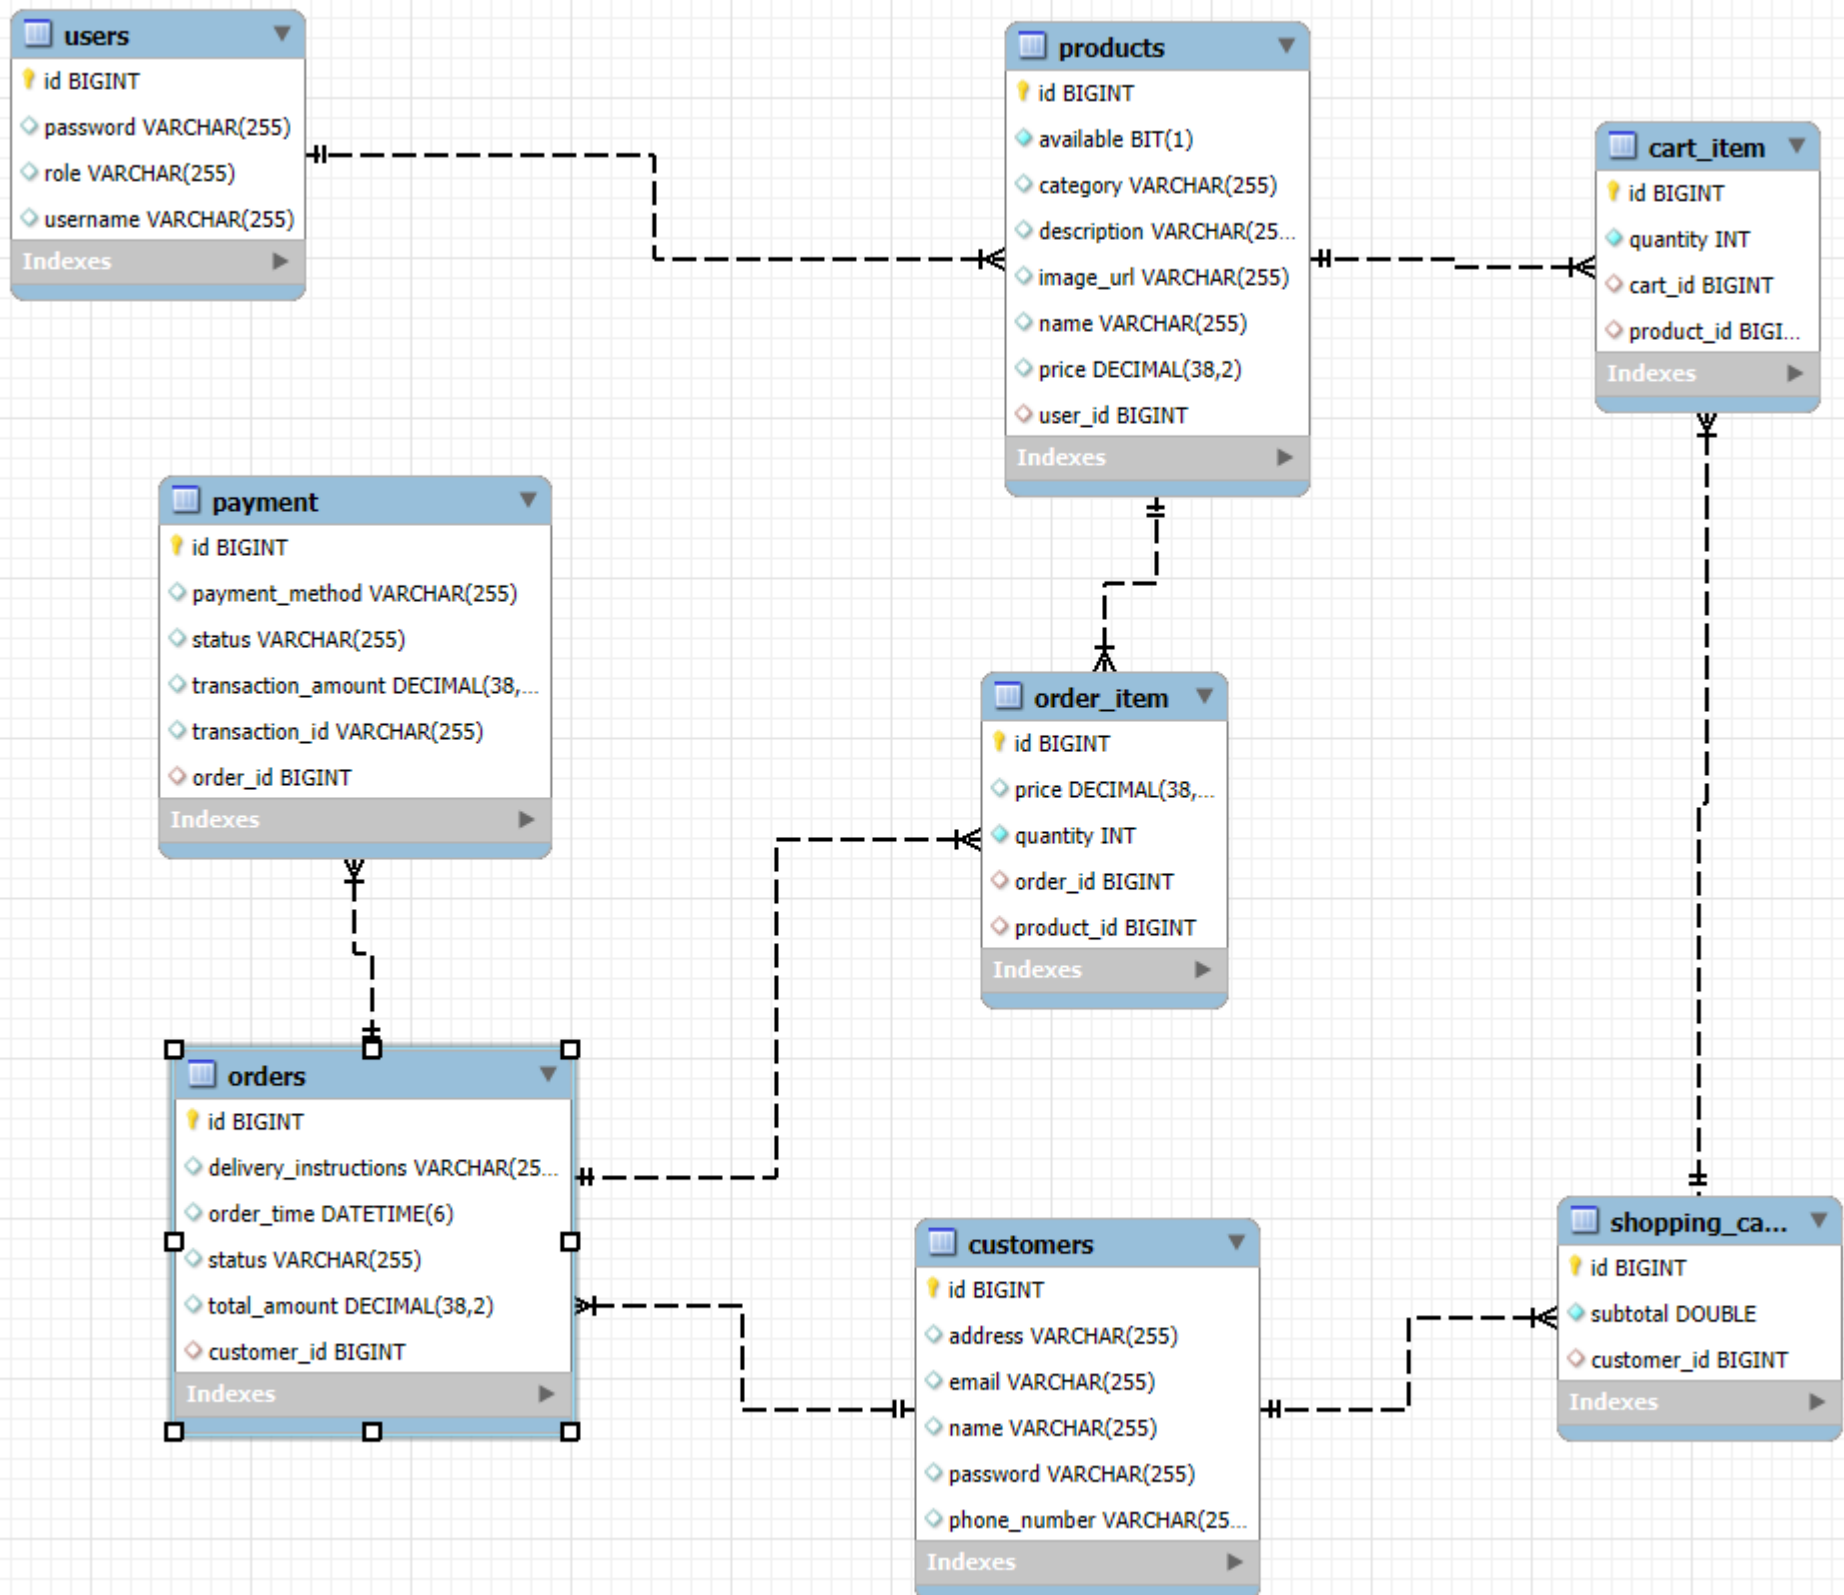 users
id BIGINT
password VARCHAR(255)
role VARCHAR(255)
username VARCHAR(255)
Indexes
products
id BIGINT
available BIT(1)
category VARCHAR(255)
description VARCHAR(25...
image_url VARCHAR(255)
name VARCHAR(255)
price DECIMAL(38,2)
user_id BIGINT
Indexes
cart_item
id BIGINT
quantity INT
cart_id BIGINT
product_id BIGI...
Indexes
payment
id BIGINT
payment_method VARCHAR(255)
status VARCHAR(255)
transaction_amount DECIMAL(38,...
transaction_id VARCHAR(255)
order_id BIGINT
Indexes
order_item
id BIGINT
price DECIMAL(38,...
quantity INT
order_id BIGINT
product_id BIGINT
Indexes
orders
id BIGINT
delivery_instructions VARCHAR(25...
order_time DATETIME(6)
status VARCHAR(255)
total_amount DECIMAL(38,2)
customer_id BIGINT
Indexes
customers
id BIGINT
address VARCHAR(255)
email VARCHAR(255)
name VARCHAR(255)
password VARCHAR(255)
phone_number VARCHAR(25...
Indexes
shopping_ca...
id BIGINT
subtotal DOUBLE
customer_id BIGINT
Indexes